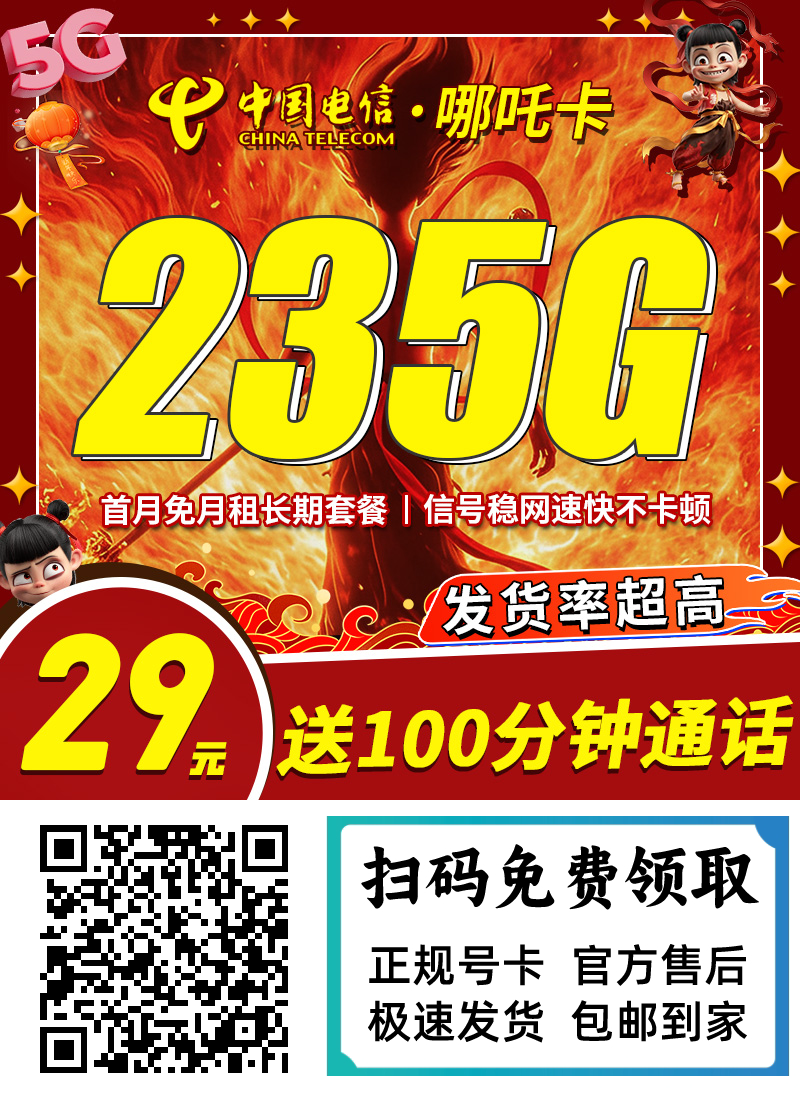 5G
中国电信·哪吒卡
CHINA TELECOM
235G
首月免月租长期套餐 | 信号稳网速快不卡顿
发货率超高
29元
送100分钟通话
扫码免费领取
正规号卡 官方售后
极速发货 包邮到家